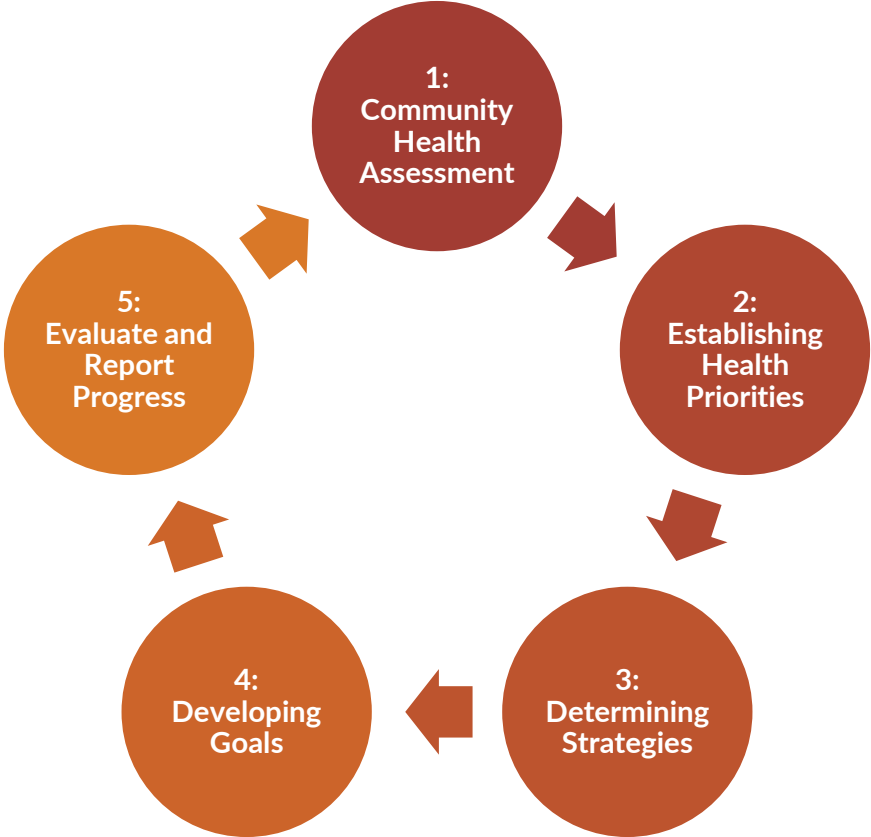 1:
Community
Health
Assessment
2:
Establishing
Health
Priorities
3:
Determining
Strategies
4:
Developing
Goals
5:
Evaluate and
Report
Progress